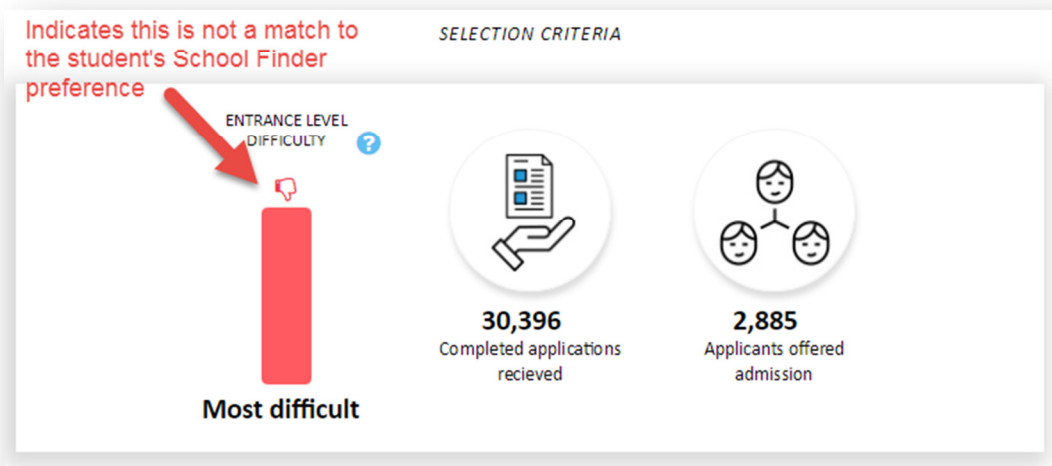 Indicates this is not a match to
the student's School Finder
preference
SELECTION CRITERIA
ENTRANCE LEVEL
DIFFICULTY ?
Most difficult
30,396
Completed applications
recieved
2,885
Applicants offered
admission